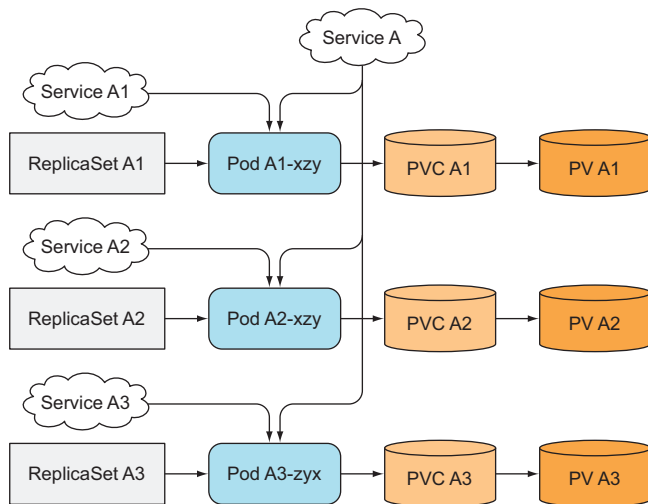 Service A
Service A1
ReplicaSet A1
Pod A1-xzy
PVC A1
PV A1
Service A2
ReplicaSet A2
Pod A2-xzy
PVC A2
PV A2
Service A3
ReplicaSet A3
Pod A3-zyx
PVC A3
PV A3